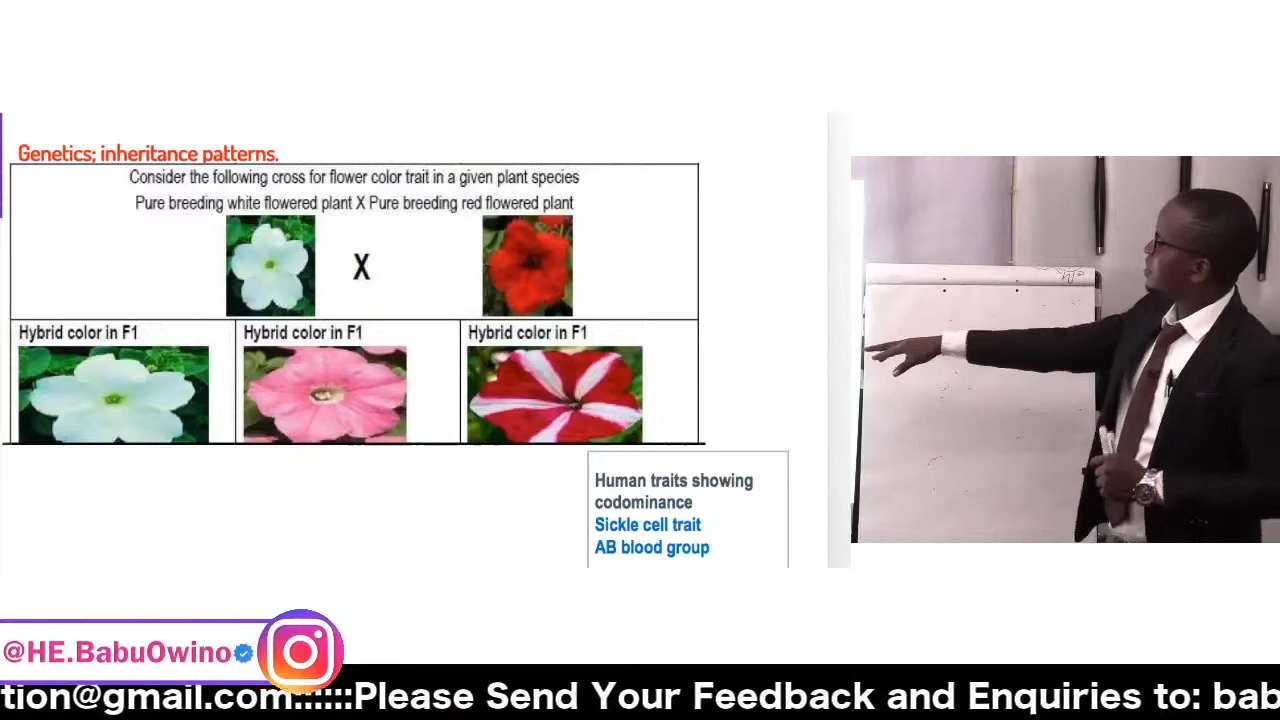 Genetics; inheritance patterns.
Consider the following cross for flower color trait in a given plant species
Pure breeding white flowered plant X Pure breeding red flowered plant
X
Hybrid color in F1
Hybrid color in F1
Hybrid color in F1
Human traits showing
codominance
Sickle cell trait
AB blood group
@HE.BabuOwino
tion@gmail.com::::::Please Send Your Feedback and Enquiries to: bab